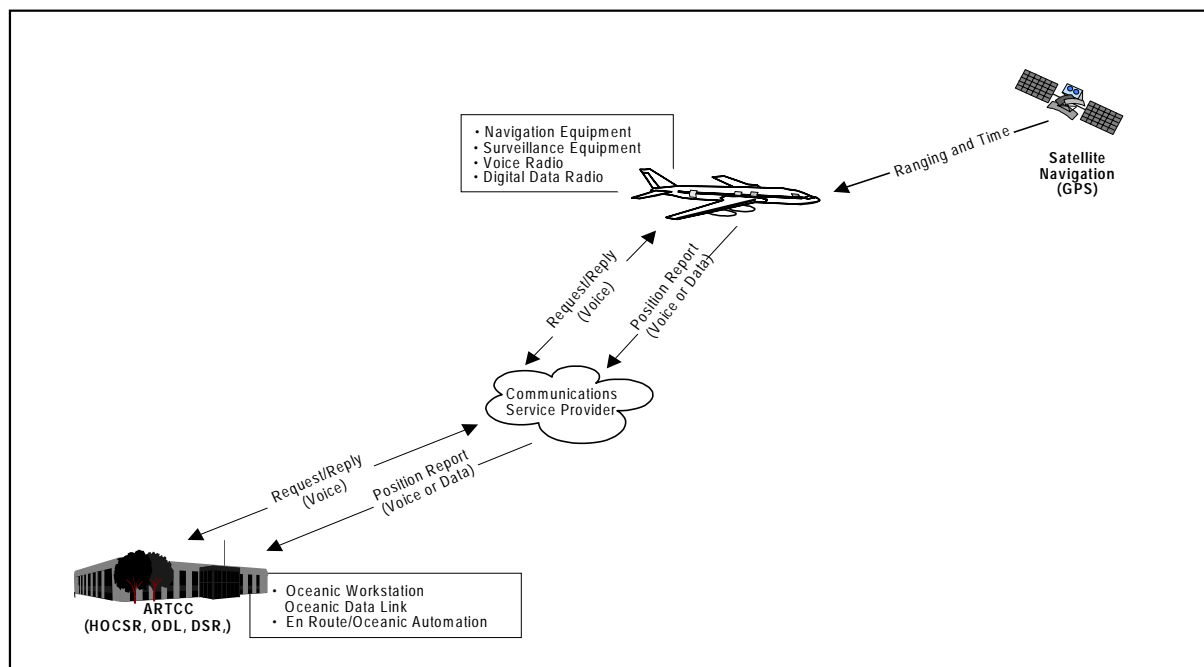 • Navigation Equipment
• Surveillance Equipment
• Voice Radio
• Digital Data Radio
Ranging and Time
Satellite
Navigation
(GPS)
Request/Reply
(Voice)
Position Report
(Voice or Data)
Communications
Service Provider
Request/Reply
(Voice)
Position Report
(Voice or Data)
ARTCC
(HOCSR, ODL, DSR,)
• Oceanic Workstation
Oceanic Data Link
• En Route/Oceanic Automation